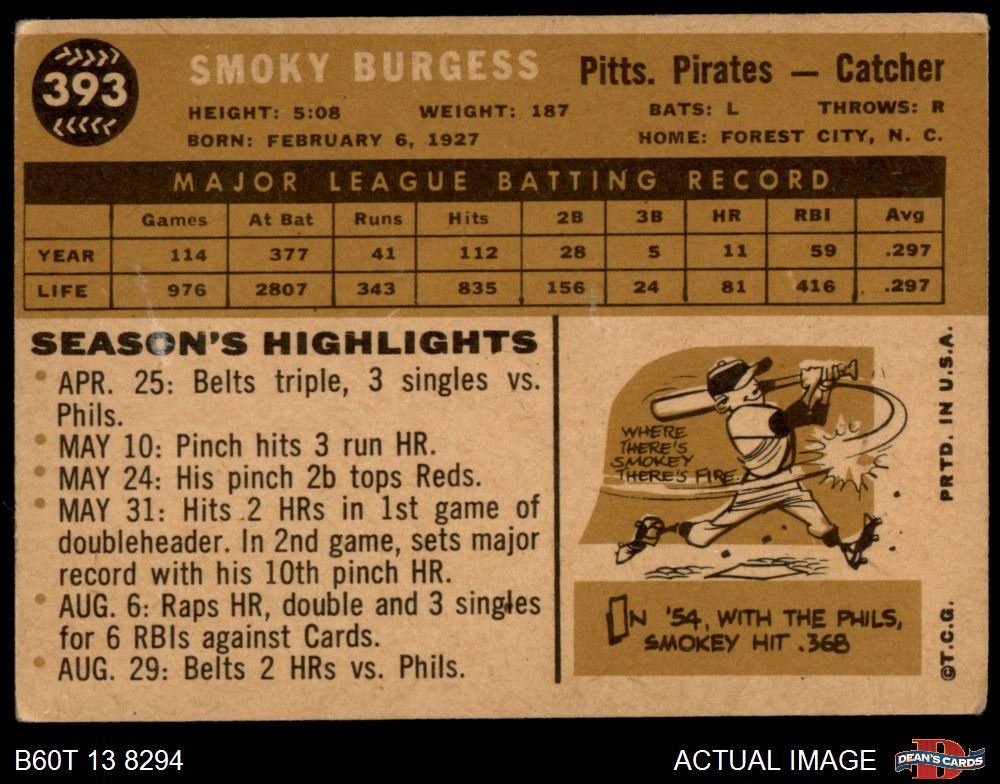 393
SMOKY BURGESS
Pitts. Pirates — Catcher
HEIGHT: 5:08 WEIGHT: 187 BATS: L THROWS: R
BORN: FEBRUARY 6, 1927 HOME: FOREST CITY, N. C.
MAJOR LEAGUE BATTING RECORD
Games At Bat Runs Hits 2B 3B HR RBI Avg
YEAR 114 377 41 112 28 5 11 59 .297
LIFE 976 2807 343 835 156 24 81 416 .297
SEASON'S HIGHLIGHTS
• APR. 25: Belts triple, 3 singles vs.
Phils.
• MAY 10: Pinch hits 3 run HR.
• MAY 24: His pinch 2b tops Reds.
• MAY 31: Hits 2 HRs in 1st game of
doubleheader. In 2nd game, sets major
record with his 10th pinch HR.
• AUG. 6: Raps HR, double and 3 singles
for 6 RBIs against Cards.
• AUG. 29: Belts 2 HRs vs. Phils.
WHERE
THERE'S
SMOKEY
THERE'S FIRE.
IN '54, WITH THE PHILS,
SMOKEY HIT .368
PRTD. IN U.S.A.
©T.C.G.
B60T 13 8294
ACTUAL IMAGE
D
DEAN'S CARDS